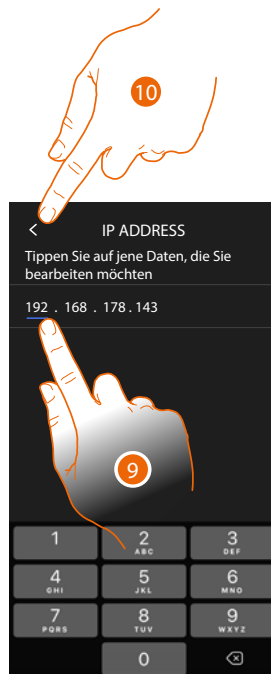 10
< IP ADDRESS
Tippen Sie auf jene Daten, die Sie
bearbeiten möchten
192 . 168 . 178 . 143
9
1 2 3
ABC DEF
4 5 6
GHI JKL MNO
7 8 9
PQRS TUV WXYZ
0